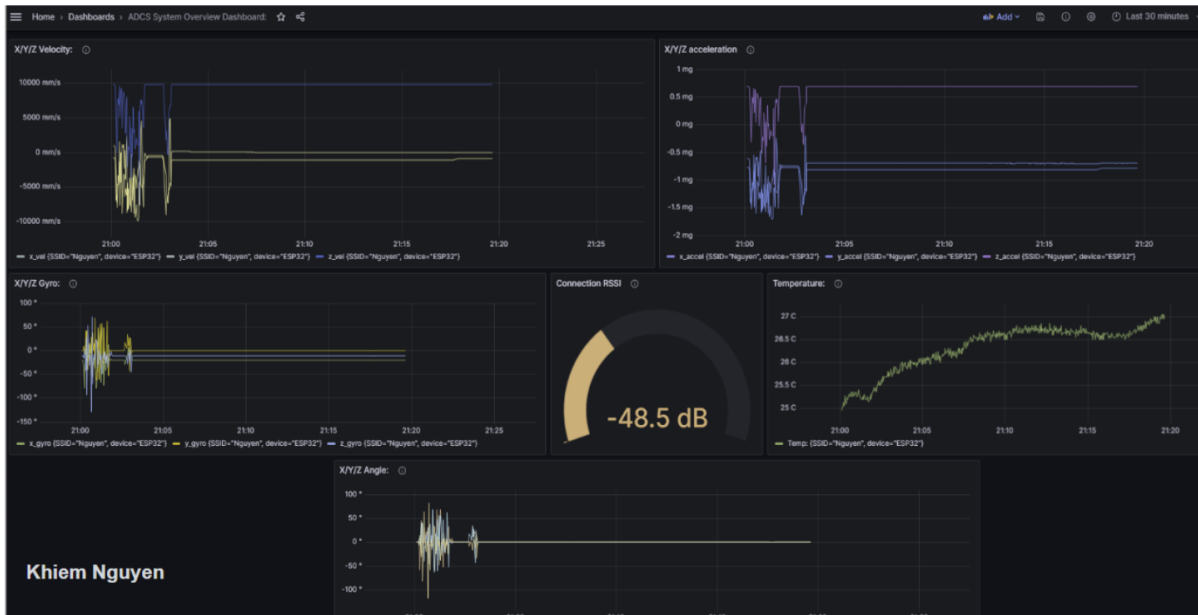 Home › Dashboards › ADCS System Overview Dashboard:
Add
Last 30 minutes
X/Y/Z Velocity:
10000 mm/s
5000 mm/s
0 mm/s
-5000 mm/s
-10000 mm/s
21:00 21:05 21:10 21:15 21:20 21:25
x_vel {SSID="Nguyen", device="ESP32"} y_vel {SSID="Nguyen", device="ESP32"} z_vel {SSID="Nguyen", device="ESP32"}
X/Y/Z acceleration
1 mg
0.5 mg
0 mg
-0.5 mg
-1 mg
-1.5 mg
-2 mg
21:00 21:05 21:10 21:15 21:20
x_accel {SSID="Nguyen", device="ESP32"} y_accel {SSID="Nguyen", device="ESP32"} z_accel {SSID="Nguyen", device="ESP32"}
X/Y/Z Gyro:
100 °
50 °
0 °
-50 °
-100 °
-150 °
21:00 21:05 21:10 21:15 21:20 21:25
x_gyro {SSID="Nguyen", device="ESP32"} y_gyro {SSID="Nguyen", device="ESP32"} z_gyro {SSID="Nguyen", device="ESP32"}
Connection RSSI
-48.5 dB
Temperature:
27 C
26.5 C
26 C
25.5 C
25 C
21:00 21:05 21:10 21:15 21:20
Temp: {SSID="Nguyen", device="ESP32"}
X/Y/Z Angle:
100 °
50 °
0 °
-50 °
-100 °
Khiem Nguyen